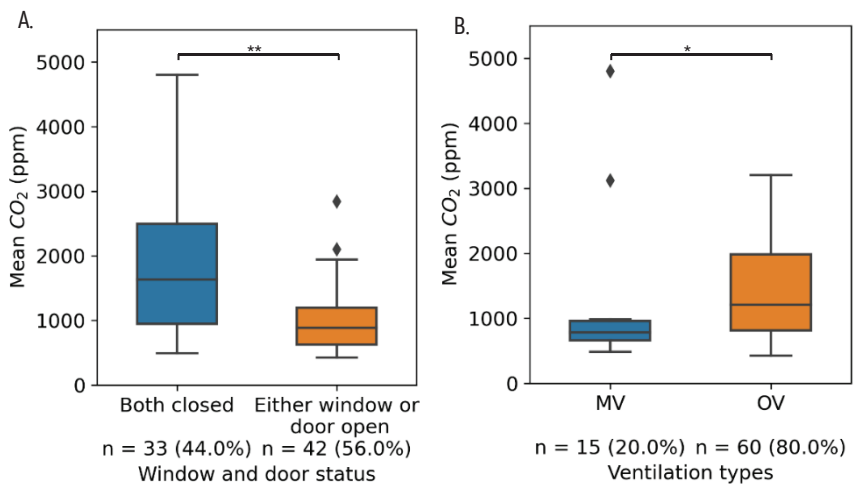 A.
**
5000
4000
3000
2000
1000
0
Mean CO2 (ppm)
Both closed
Either window or
door open
n = 33 (44.0%)
n = 42 (56.0%)
Window and door status
B.
*
5000
4000
3000
2000
1000
0
Mean CO2 (ppm)
MV
OV
n = 15 (20.0%)
n = 60 (80.0%)
Ventilation types